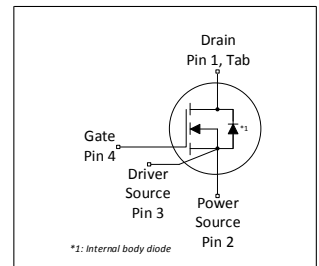 Drain
Pin 1, Tab
*1
Gate
Pin 4
Driver
Source
Pin 3
Power
Source
Pin 2
*1: Internal body diode